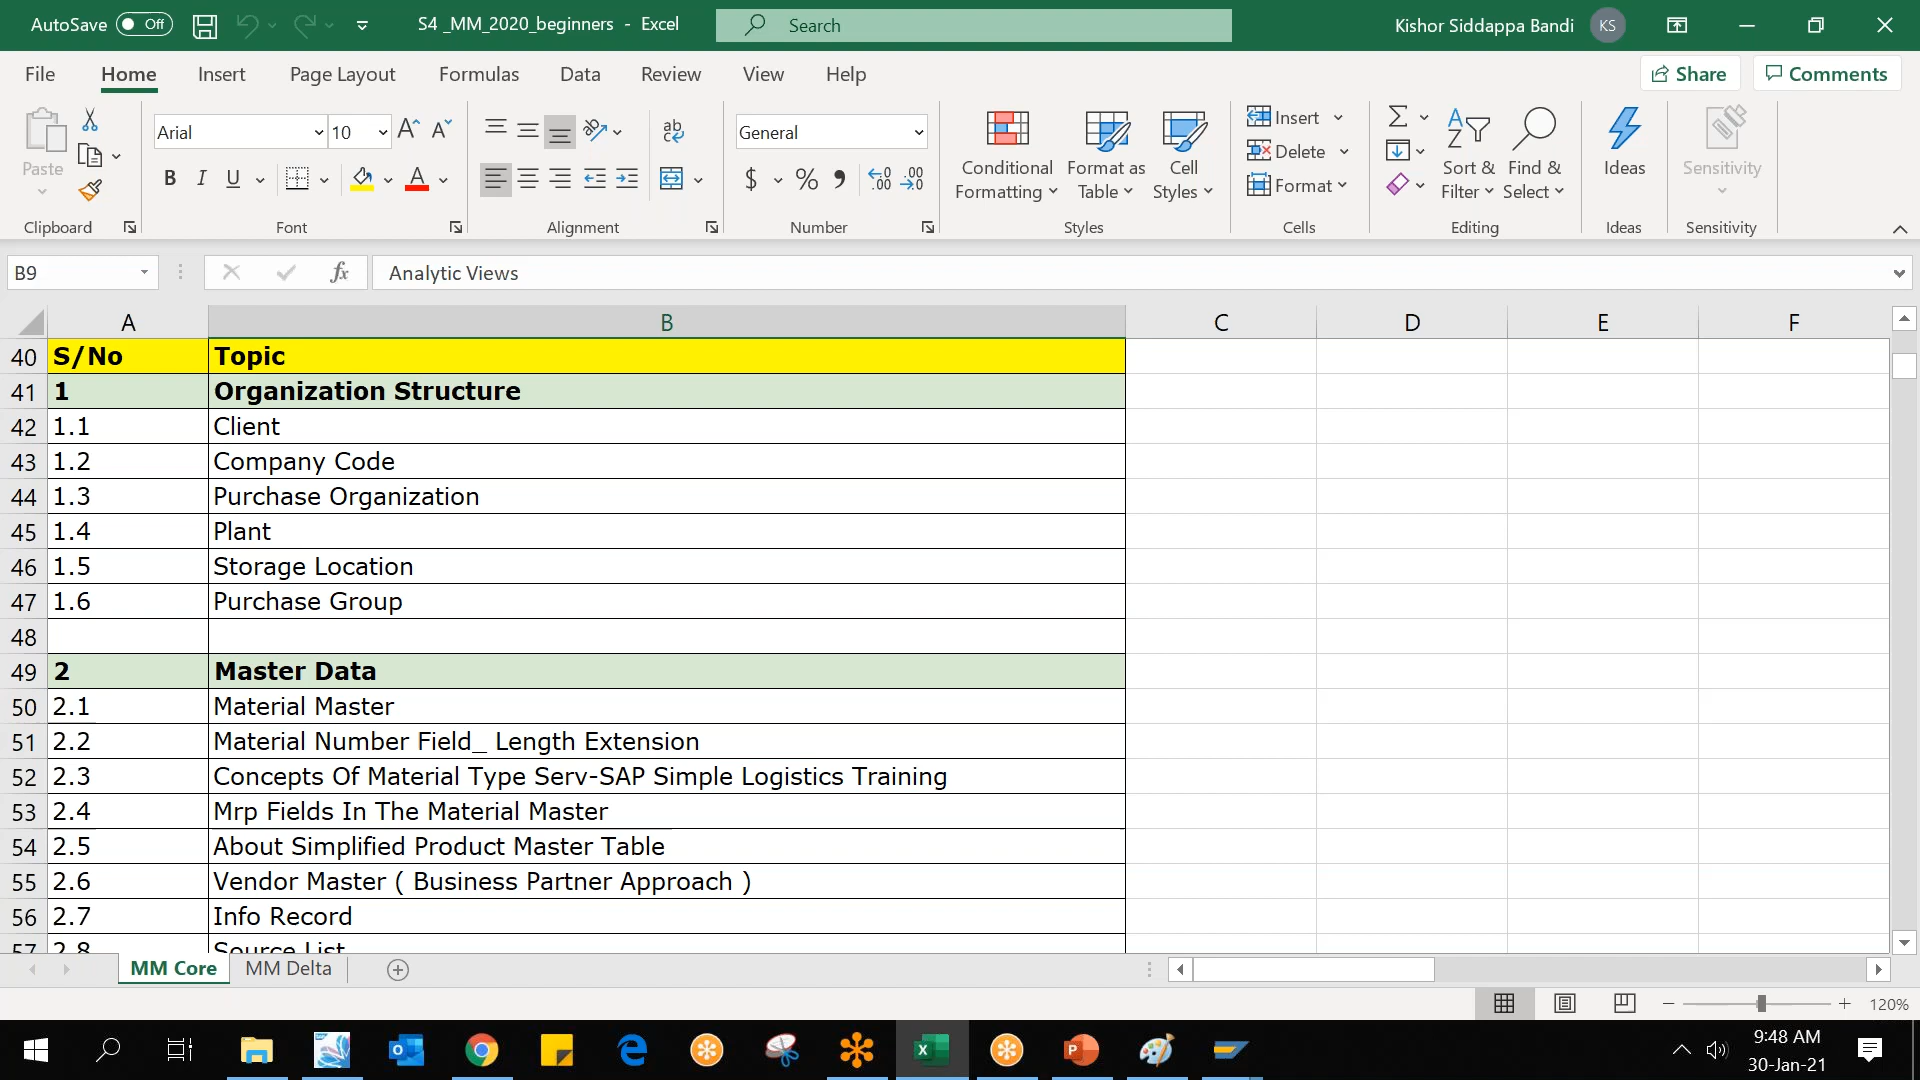 AutoSave Off S4 _MM_2020_beginners - Excel Search Kishor Siddappa Bandi KS
File Home Insert Page Layout Formulas Data Review View Help Share Comments
Paste Arial 10 General Conditional Formatting Format as Table Cell Styles Insert Delete Format Sort & Filter Find & Select Ideas Sensitivity
Clipboard Font Alignment Number Styles Cells Editing Ideas Sensitivity
B9 fx Analytic Views
A B C D E F
40 S/No Topic
41 1 Organization Structure
42 1.1 Client
43 1.2 Company Code
44 1.3 Purchase Organization
45 1.4 Plant
46 1.5 Storage Location
47 1.6 Purchase Group
48
49 2 Master Data
50 2.1 Material Master
51 2.2 Material Number Field_ Length Extension
52 2.3 Concepts Of Material Type Serv-SAP Simple Logistics Training
53 2.4 Mrp Fields In The Material Master
54 2.5 About Simplified Product Master Table
55 2.6 Vendor Master ( Business Partner Approach )
56 2.7 Info Record
57 2.8 Source List
MM Core MM Delta
120%
9:48 AM
30-Jan-21